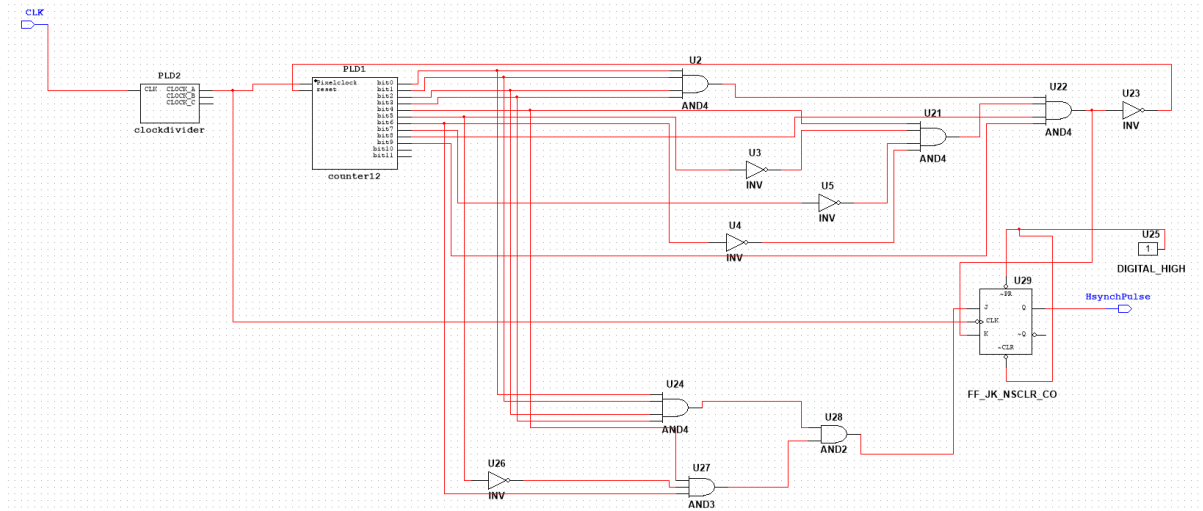 CLK
PLD2
CLK CLOCK_A
CLOCK_B
CLOCK_C
clockdivider
PLD1
Pixelclock bit0
reset bit1
bit2
bit3
bit4
bit5
bit6
bit7
bit8
bit9
bit10
bit11
counter12
U2
AND4
U21
AND4
U22
AND4
U23
INV
U3
INV
U5
INV
U4
INV
U25
1
DIGITAL_HIGH
U29
~PR
J Q
CLK
K ~Q
~CLR
FF_JK_NSCLR_CO
HsynchPulse
U24
AND4
U28
AND2
U26
INV
U27
AND3